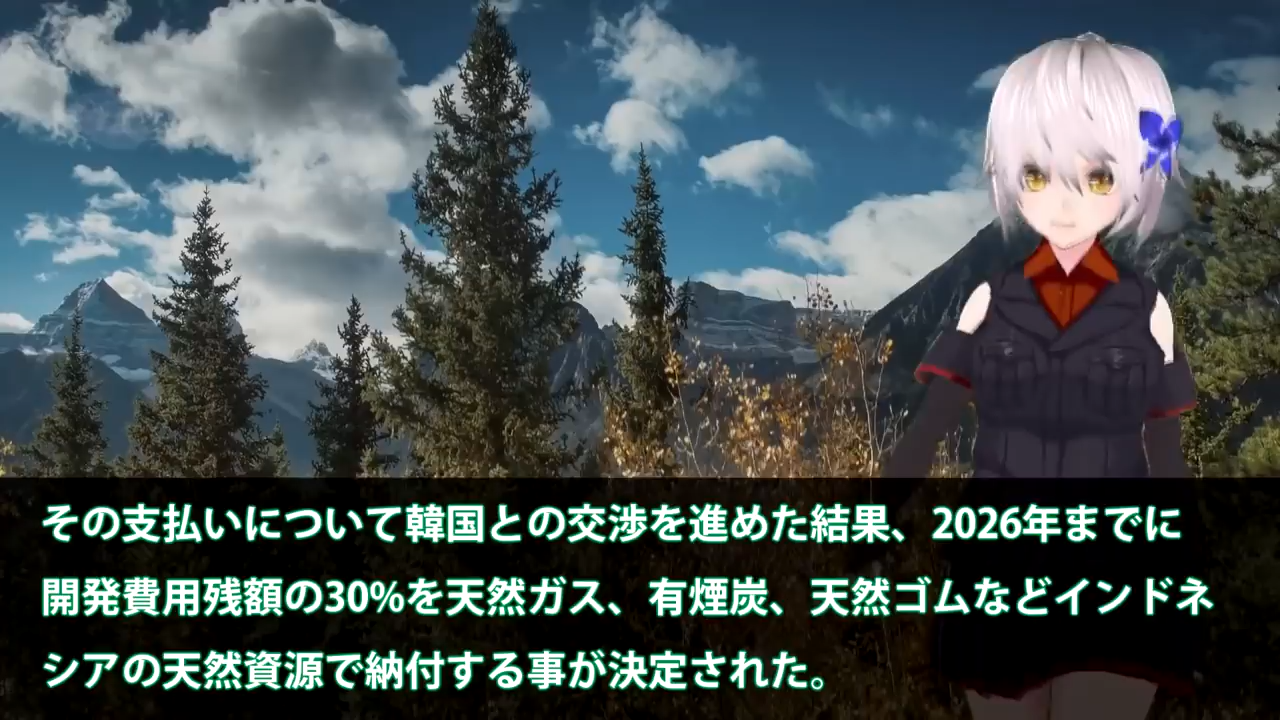 その支払いについて韓国との交渉を進めた結果、2026年までに
開発費用残額の30%を天然ガス、有煙炭、天然ゴムなどインドネ
シアの天然資源で納付する事が決定された。